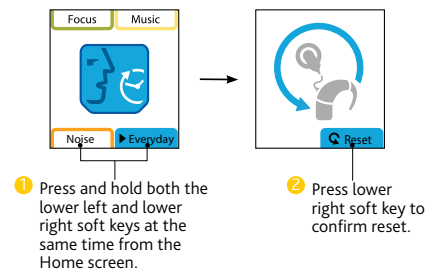 Focus Music
Noise Everyday
Reset
1 Press and hold both the
lower left and lower
right soft keys at the
same time from the
Home screen.
2 Press lower
right soft key to
confirm reset.